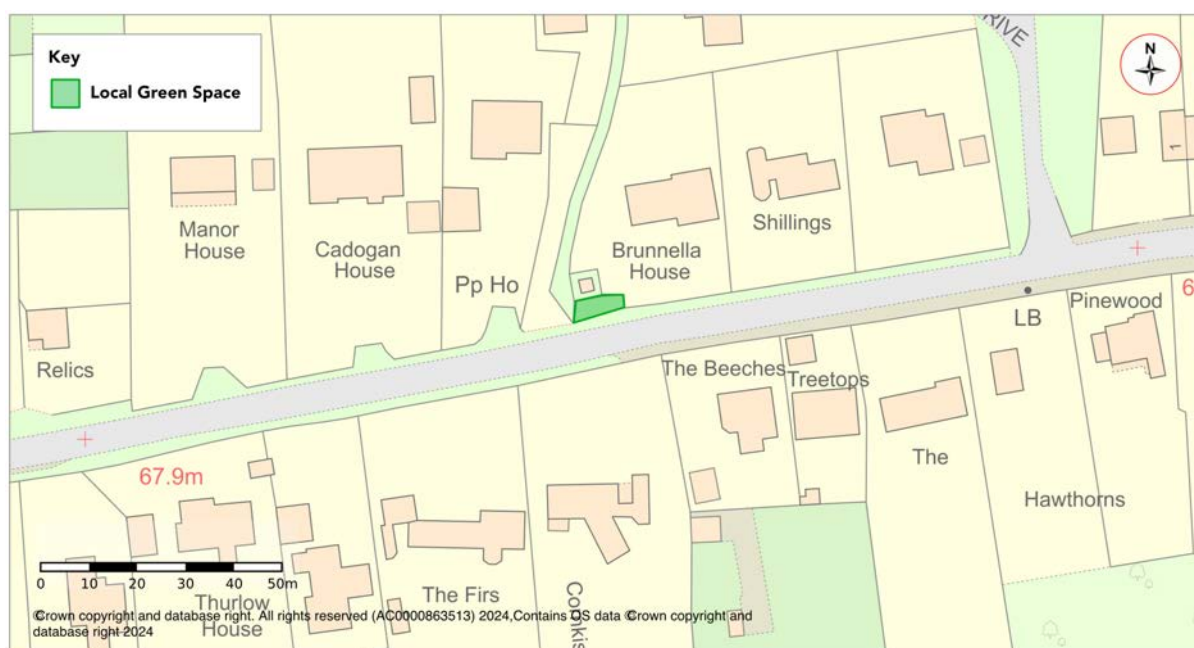 Key
Local Green Space
RIVE
N
1
Manor
House
Cadogan
House
Pp Ho
Brunnella
House
Shillings
Relics
LB
Pinewood
6
The Beeches
Treetops
67.9m
The
Hawthorns
The Firs
Thurlow
House
0 10 20 30 40 50m
©Crown copyright and database right. All rights reserved (AC0000863513) 2024,Contains OS data ©Crown copyright and
database right 2024